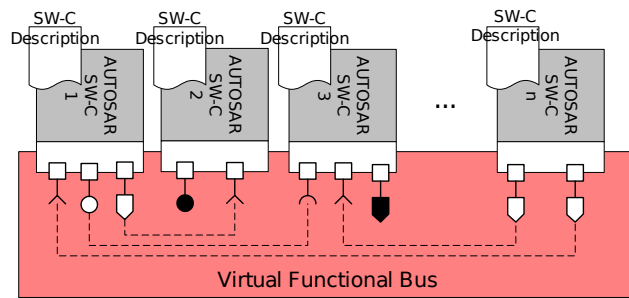 SW-C
Description
AUTOSAR
SW-C
1
SW-C
Description
AUTOSAR
SW-C
2
SW-C
Description
AUTOSAR
SW-C
3
...
SW-C
Description
AUTOSAR
SW-C
n
Virtual Functional Bus